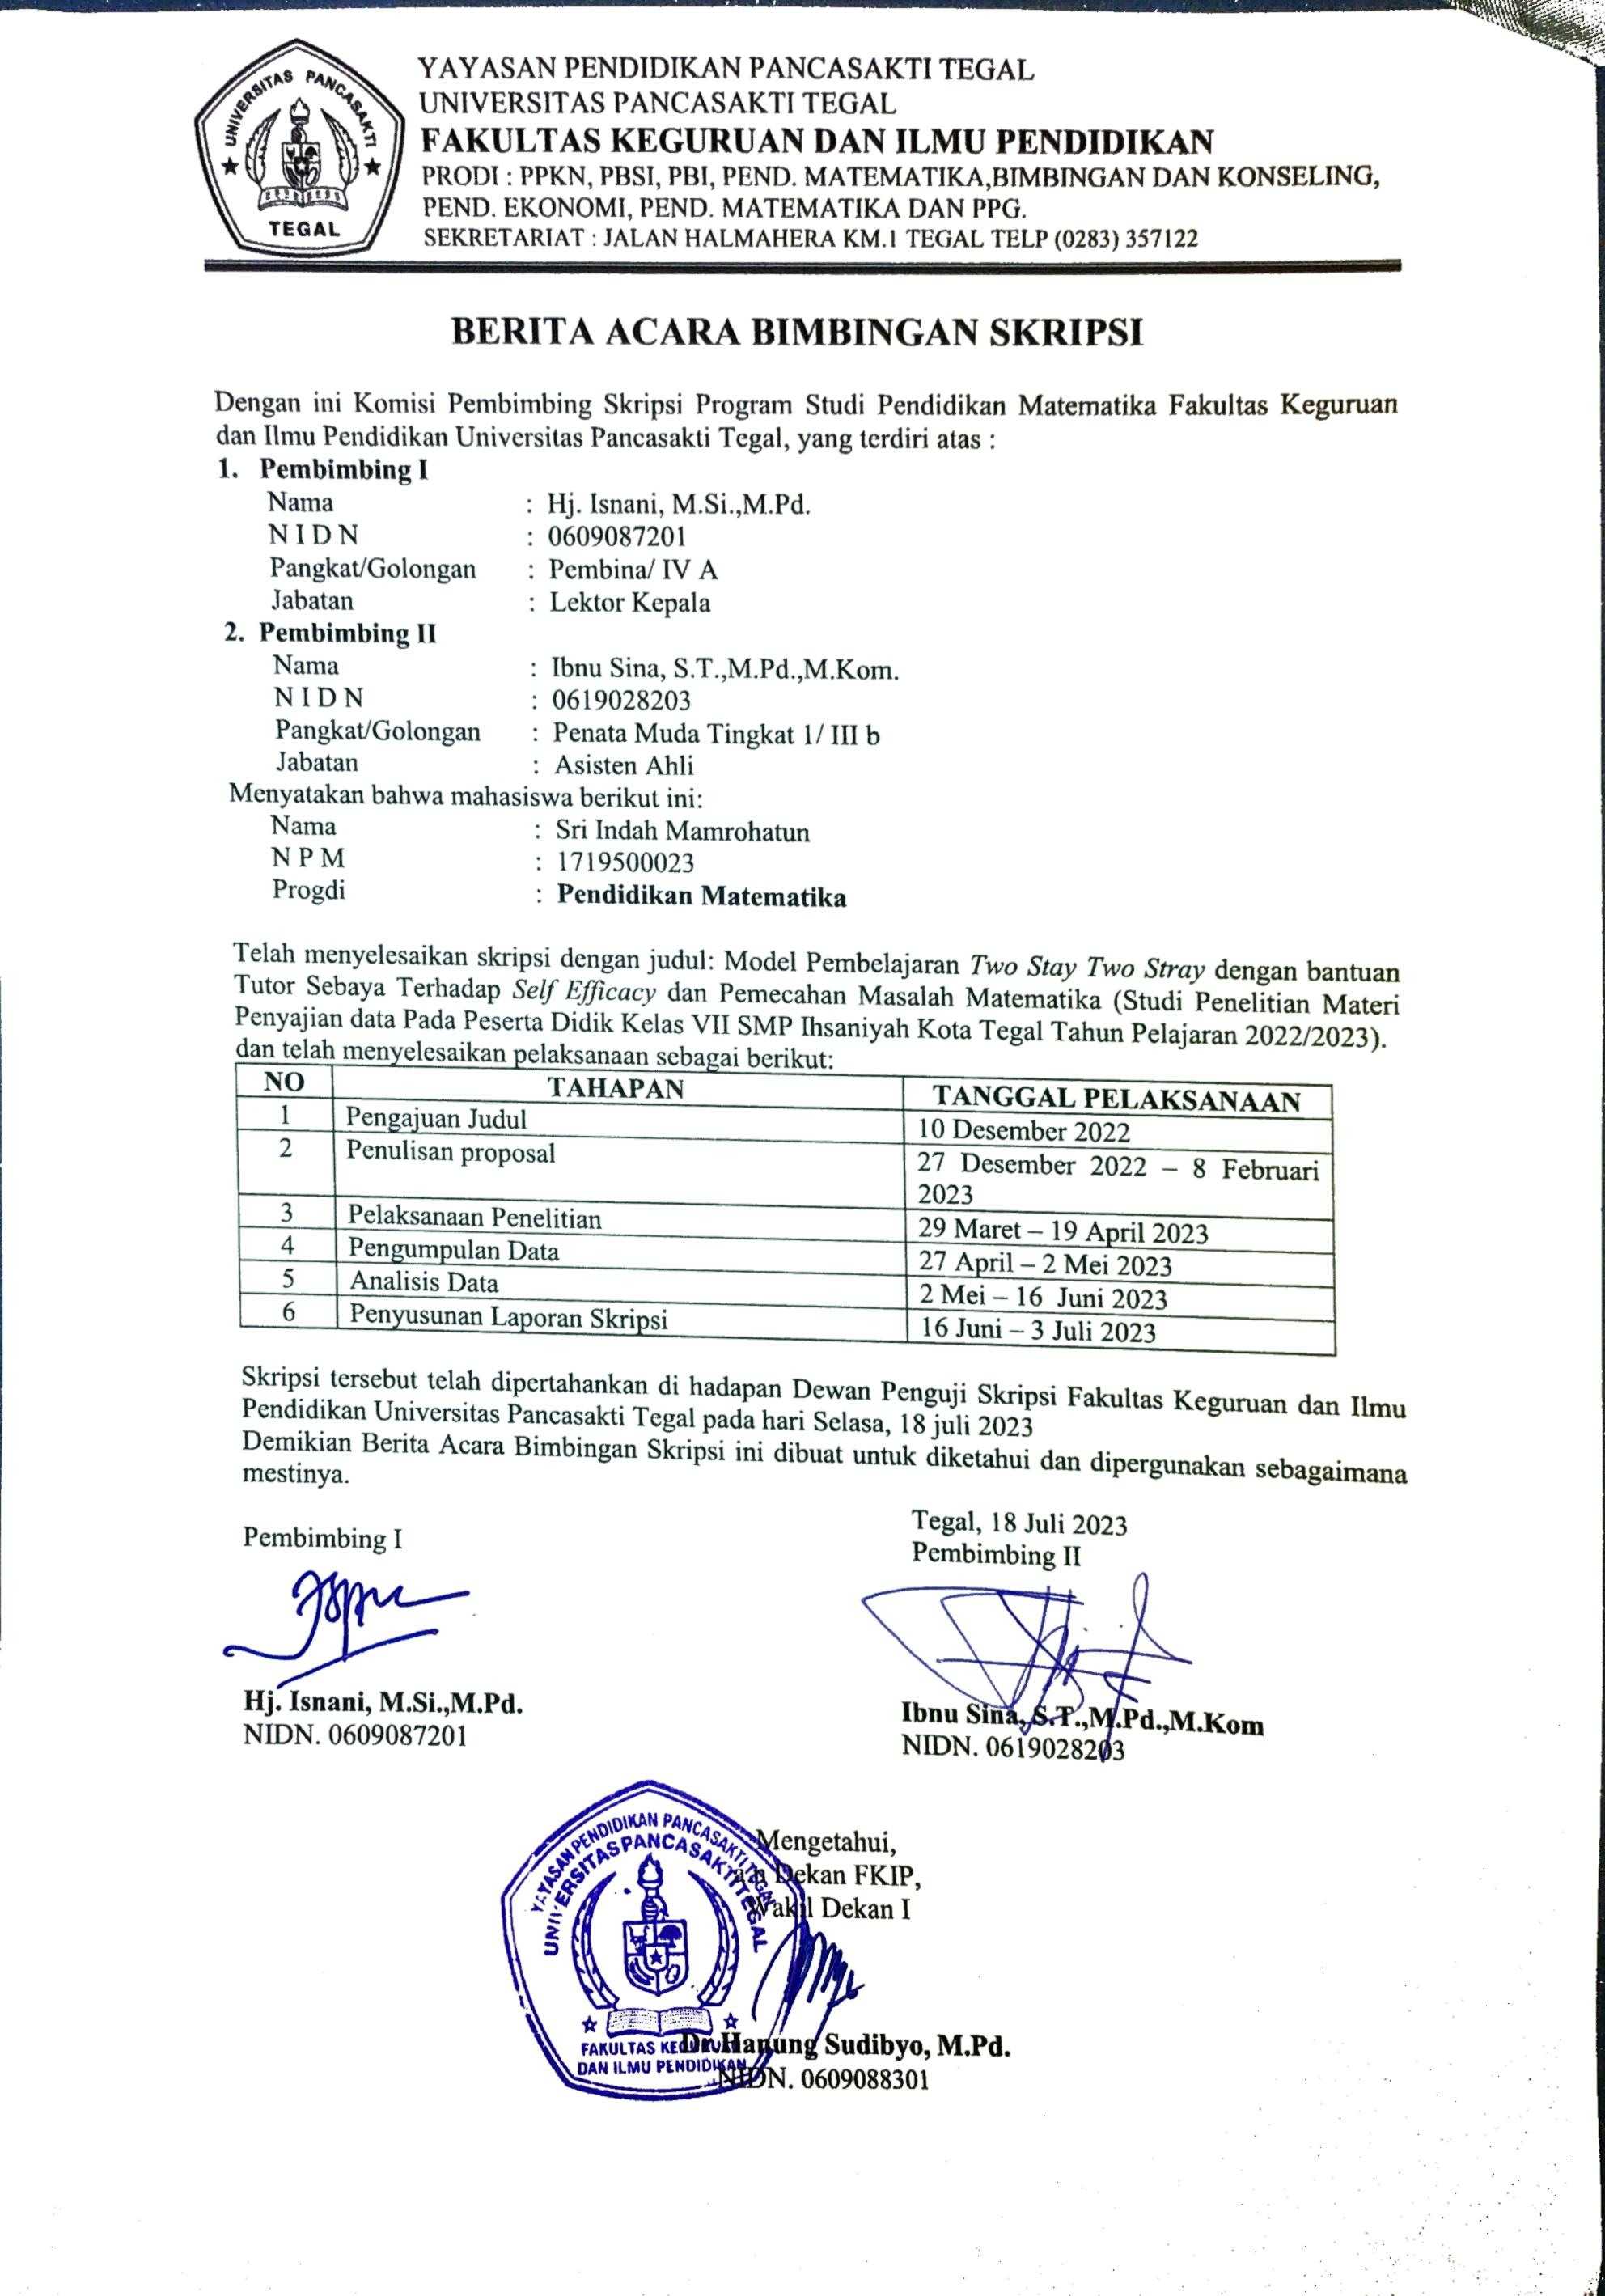 UNIVERSITAS PANCASAKTI
TEGAL
YAYASAN PENDIDIKAN PANCASAKTI TEGAL
UNIVERSITAS PANCASAKTI TEGAL
FAKULTAS KEGURUAN DAN ILMU PENDIDIKAN
PRODI : PPKN, PBSI, PBI, PEND. MATEMATIKA,BIMBINGAN DAN KONSELING,
PEND. EKONOMI, PEND. MATEMATIKA DAN PPG.
SEKRETARIAT : JALAN HALMAHERA KM.1 TEGAL TELP (0283) 357122
BERITA ACARA BIMBINGAN SKRIPSI
Dengan ini Komisi Pembimbing Skripsi Program Studi Pendidikan Matematika Fakultas Keguruan
dan Ilmu Pendidikan Universitas Pancasakti Tegal, yang terdiri atas :
1. Pembimbing I
Nama : Hj. Isnani, M.Si.,M.Pd.
N I D N : 0609087201
Pangkat/Golongan : Pembina/ IV A
Jabatan : Lektor Kepala
2. Pembimbing II
Nama : Ibnu Sina, S.T.,M.Pd.,M.Kom.
N I D N : 0619028203
Pangkat/Golongan : Penata Muda Tingkat 1/ III b
Jabatan : Asisten Ahli
Menyatakan bahwa mahasiswa berikut ini:
Nama : Sri Indah Mamrohatun
N P M : 1719500023
Progdi : Pendidikan Matematika
Telah menyelesaikan skripsi dengan judul: Model Pembelajaran Two Stay Two Stray dengan bantuan
Tutor Sebaya Terhadap Self Efficacy dan Pemecahan Masalah Matematika (Studi Penelitian Materi
Penyajian data Pada Peserta Didik Kelas VII SMP Ihsaniyah Kota Tegal Tahun Pelajaran 2022/2023).
dan telah menyelesaikan pelaksanaan sebagai berikut:
NO TAHAPAN TANGGAL PELAKSANAAN
1 Pengajuan Judul 10 Desember 2022
2 Penulisan proposal 27 Desember 2022 – 8 Februari
2023
3 Pelaksanaan Penelitian 29 Maret – 19 April 2023
4 Pengumpulan Data 27 April – 2 Mei 2023
5 Analisis Data 2 Mei – 16 Juni 2023
6 Penyusunan Laporan Skripsi 16 Juni – 3 Juli 2023
Skripsi tersebut telah dipertahankan di hadapan Dewan Penguji Skripsi Fakultas Keguruan dan Ilmu
Pendidikan Universitas Pancasakti Tegal pada hari Selasa, 18 juli 2023
Demikian Berita Acara Bimbingan Skripsi ini dibuat untuk diketahui dan dipergunakan sebagaimana
mestinya.
Tegal, 18 Juli 2023
Pembimbing I Pembimbing II
Hj. Isnani, M.Si.,M.Pd. Ibnu Sina, S.T.,M.Pd.,M.Kom
NIDN. 0609087201 NIDN. 0619028203
YAYASAN PENDIDIKAN PANCASAKTI TEGAL
UNIVERSITAS PANCASAKTI TEGAL
FAKULTAS KEGURUAN
DAN ILMU PENDIDIKAN
Mengetahui,
Dekan FKIP,
Wakil Dekan I
Dr.Hanung Sudibyo, M.Pd.
NIDN. 0609088301